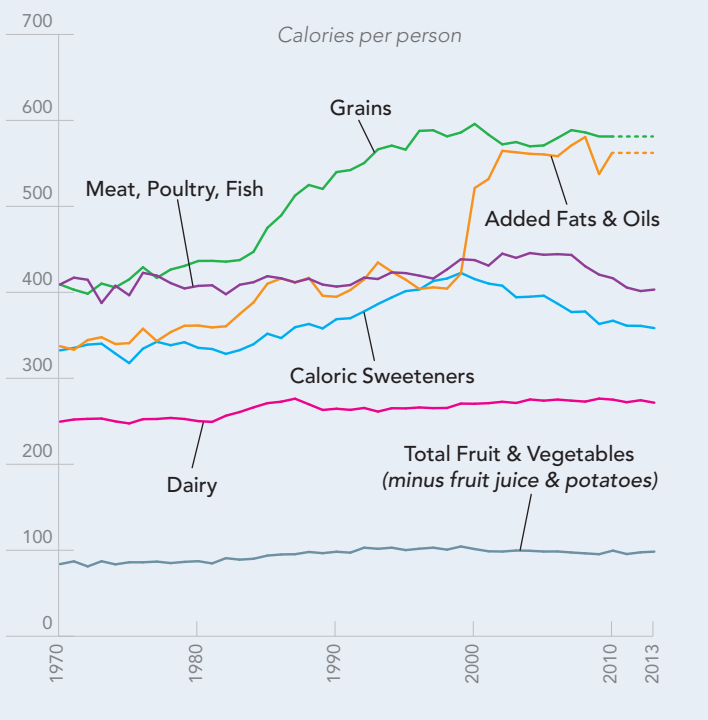 700
Calories per person
600
Grains
Meat, Poultry, Fish
500
Added Fats & Oils
400
300
Caloric Sweeteners
200
Total Fruit & Vegetables
(minus fruit juice & potatoes)
Dairy
100
0
1970
1980
1990
2000
2010
2013